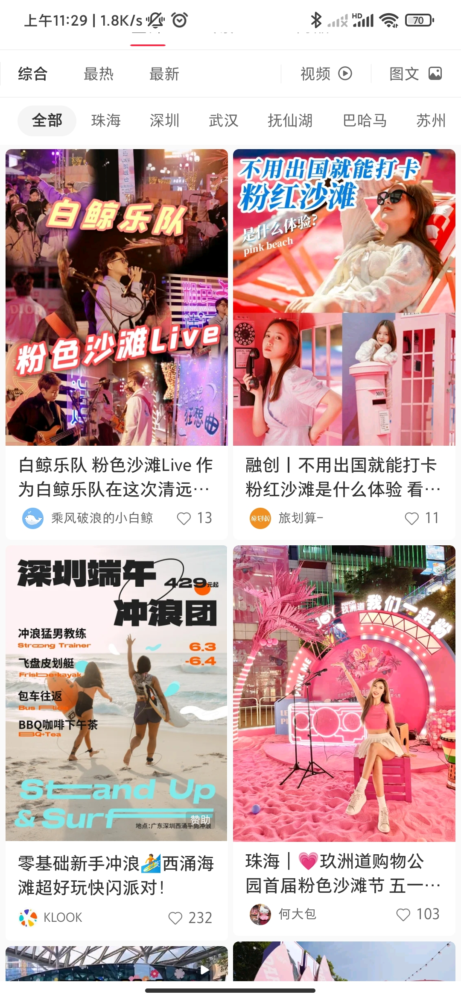 上午11:29 | 1.8K/s
HD
70
综合
最热
最新
视频
图文
全部
珠海
深圳
武汉
抚仙湖
巴哈马
苏州
LIVE
白鲸乐队
DIOR
PINK WAVE
粉色沙滩Live
狂想曲
白鲸乐队 粉色沙滩Live 作
为白鲸乐队在这次清远…
乘风破浪的小白鲸
13
不用出国就能打卡
粉红沙滩
是什么体验?
pink beach
LOCAL CALL
融创丨不用出国就能打卡
粉红沙滩是什么体验 看…
旅划算
旅划算-
11
深圳端午
429元起
冲浪团
冲浪猛男教练
Strong Trainer
6.3
-6.4
飞盘皮划艇
Frisbe+kayak
包车往返
Bus Ride
BBQ咖啡下午茶
BBQ+Tea
Stand Up
& Surf
赞助
地点:广东深圳西涌平尚冲浪
零基础新手冲浪🏄西涌海
滩超好玩快闪派对!
KLOOK
232
JOY
MANOR
玖洲道
我们一起粉
PINK ME
珠海｜💗玖洲道购物公
园首届粉色沙滩节 五一…
何大包
103